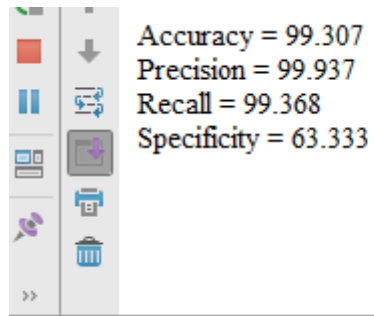 Accuracy = 99.307
Precision = 99.937
Recall = 99.368
Specificity = 63.333